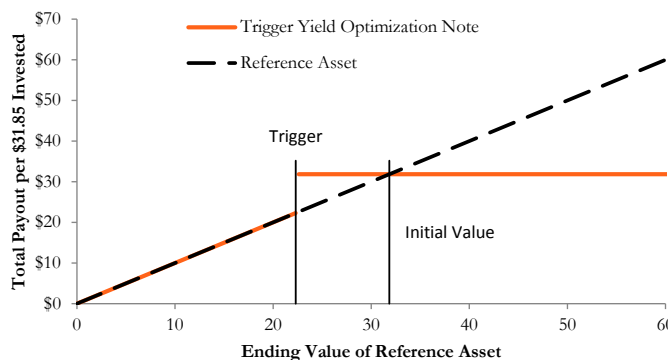 $70
$60
$50
$40
$30
$20
$10
$0
Total Payout per $31.85 Invested
Trigger Yield Optimization Note
Reference Asset
Trigger
Initial Value
0 10 20 30 40 50 60
Ending Value of Reference Asset